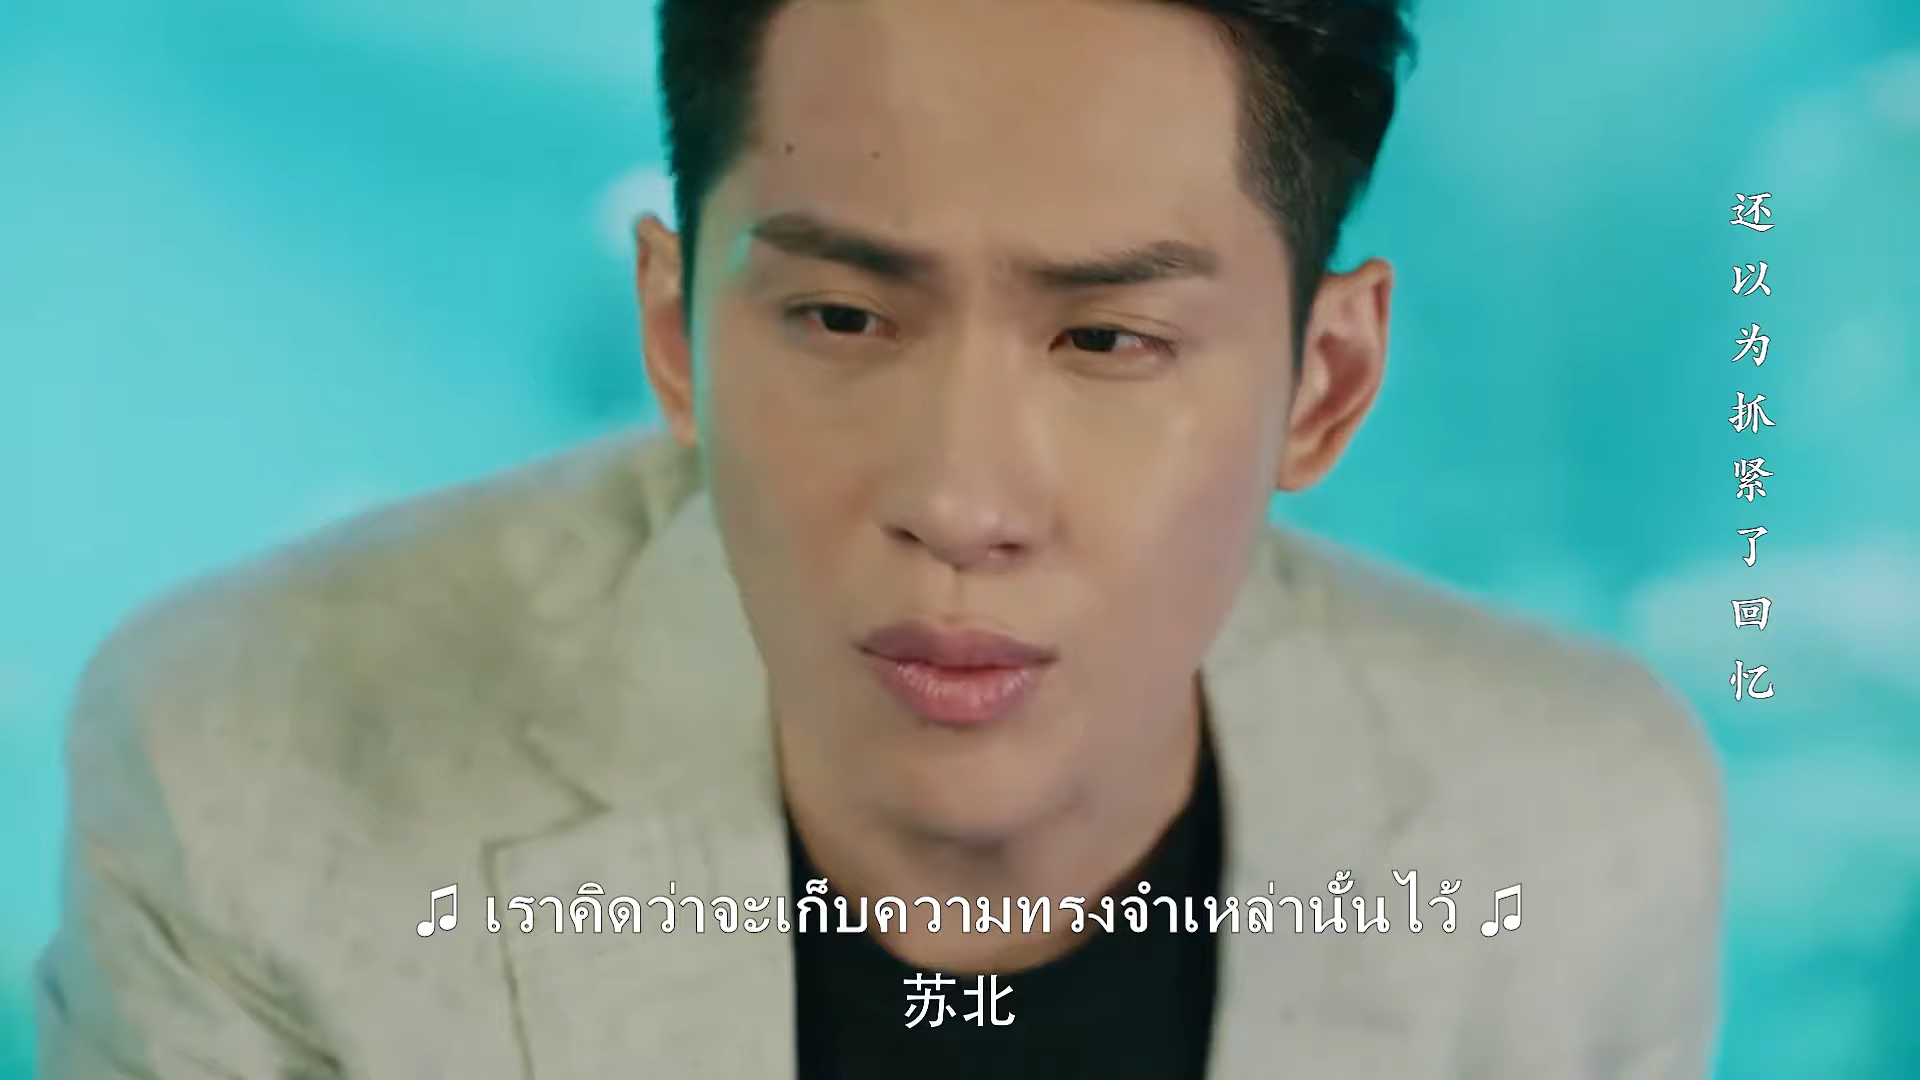 还以为抓紧了回忆
♫ เราคิดว่าจะเก็บความทรงจำเหล่านั้นไว้ ♫
苏北